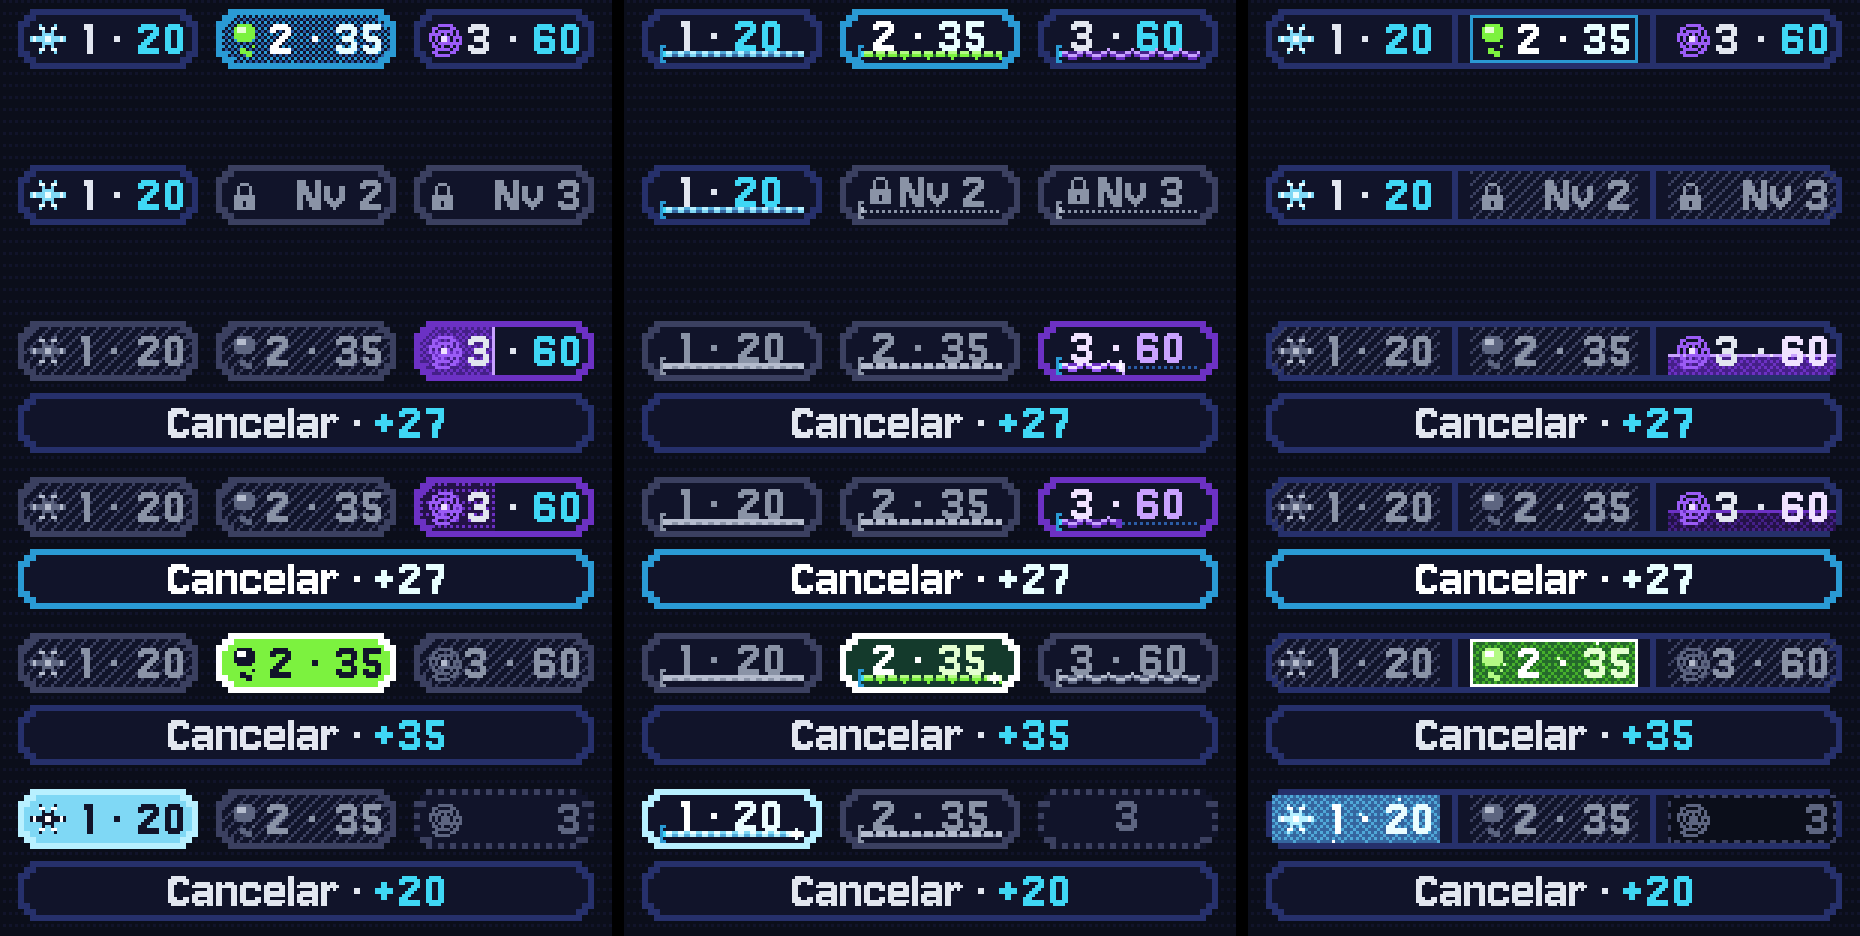 1 · 20 2 · 35 3 · 60 1 · 20 2 · 35 3 · 60 1 · 20 2 · 35 3 · 60
1 · 20 Nv 2 Nv 3 1 · 20 Nv 2 Nv 3 1 · 20 Nv 2 Nv 3
1 · 20 2 · 35 3 · 60 1 · 20 2 · 35 3 · 60 1 · 20 2 · 35 3 · 60
Cancelar · +27 Cancelar · +27 Cancelar · +27
1 · 20 2 · 35 3 · 60 1 · 20 2 · 35 3 · 60 1 · 20 2 · 35 3 · 60
Cancelar · +27 Cancelar · +27 Cancelar · +27
1 · 20 2 · 35 3 · 60 1 · 20 2 · 35 3 · 60 1 · 20 2 · 35 3 · 60
Cancelar · +35 Cancelar · +35 Cancelar · +35
1 · 20 2 · 35 3 1 · 20 2 · 35 3 1 · 20 2 · 35 3
Cancelar · +20 Cancelar · +20 Cancelar · +20